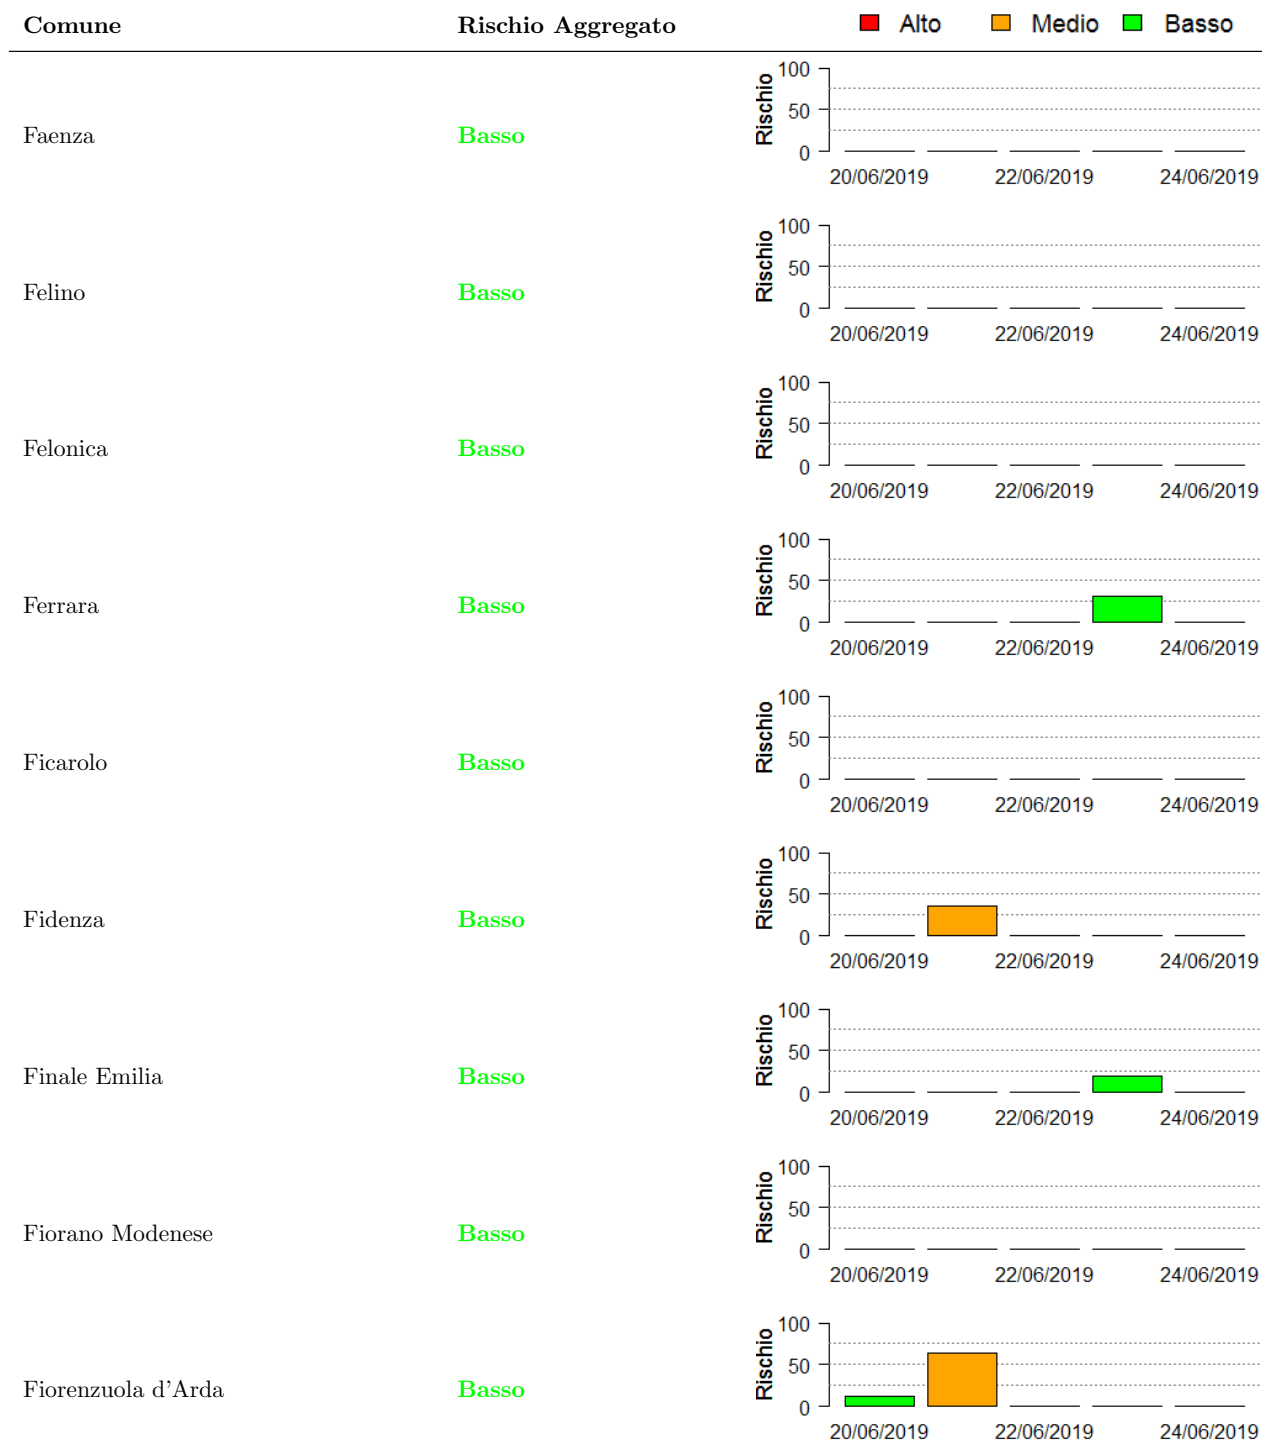 Comune Rischio Aggregato Alto Medio Basso
Faenza Basso Rischio 100 50 0
20/06/2019 22/06/2019 24/06/2019
Felino Basso Rischio 100 50 0
20/06/2019 22/06/2019 24/06/2019
Felonica Basso Rischio 100 50 0
20/06/2019 22/06/2019 24/06/2019
Ferrara Basso Rischio 100 50 0
20/06/2019 22/06/2019 24/06/2019
Ficarolo Basso Rischio 100 50 0
20/06/2019 22/06/2019 24/06/2019
Fidenza Basso Rischio 100 50 0
20/06/2019 22/06/2019 24/06/2019
Finale Emilia Basso Rischio 100 50 0
20/06/2019 22/06/2019 24/06/2019
Fiorano Modenese Basso Rischio 100 50 0
20/06/2019 22/06/2019 24/06/2019
Fiorenzuola d'Arda Basso Rischio 100 50 0
20/06/2019 22/06/2019 24/06/2019